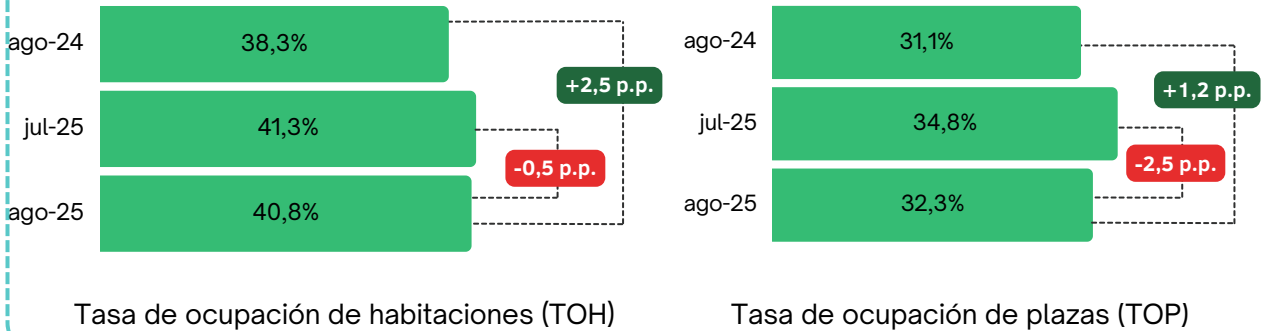 ago-24
38,3%
+2,5 p.p.
jul-25
41,3%
-0,5 p.p.
ago-25
40,8%
Tasa de ocupación de habitaciones (TOH)
ago-24
31,1%
+1,2 p.p.
jul-25
34,8%
-2,5 p.p.
ago-25
32,3%
Tasa de ocupación de plazas (TOP)